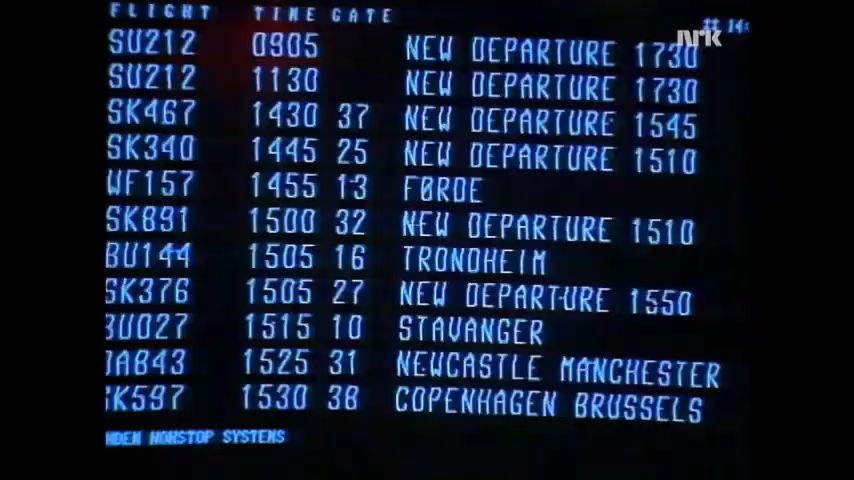 FLIGHT TIME GATE
nrk
SU212 0905 NEW DEPARTURE 1730
SU212 1130 NEW DEPARTURE 1730
SK467 1430 37 NEW DEPARTURE 1545
SK340 1445 25 NEW DEPARTURE 1510
WF157 1455 13 FØRDE
SK891 1500 32 NEW DEPARTURE 1510
BU144 1505 16 TRONDHEIM
SK376 1505 27 NEW DEPARTURE 1550
BU027 1515 10 STAVANGER
1525 31 NEWCASTLE MANCHESTER
SK597 1530 38 COPENHAGEN BRUSSELS
NONSTOP SYSTEMS